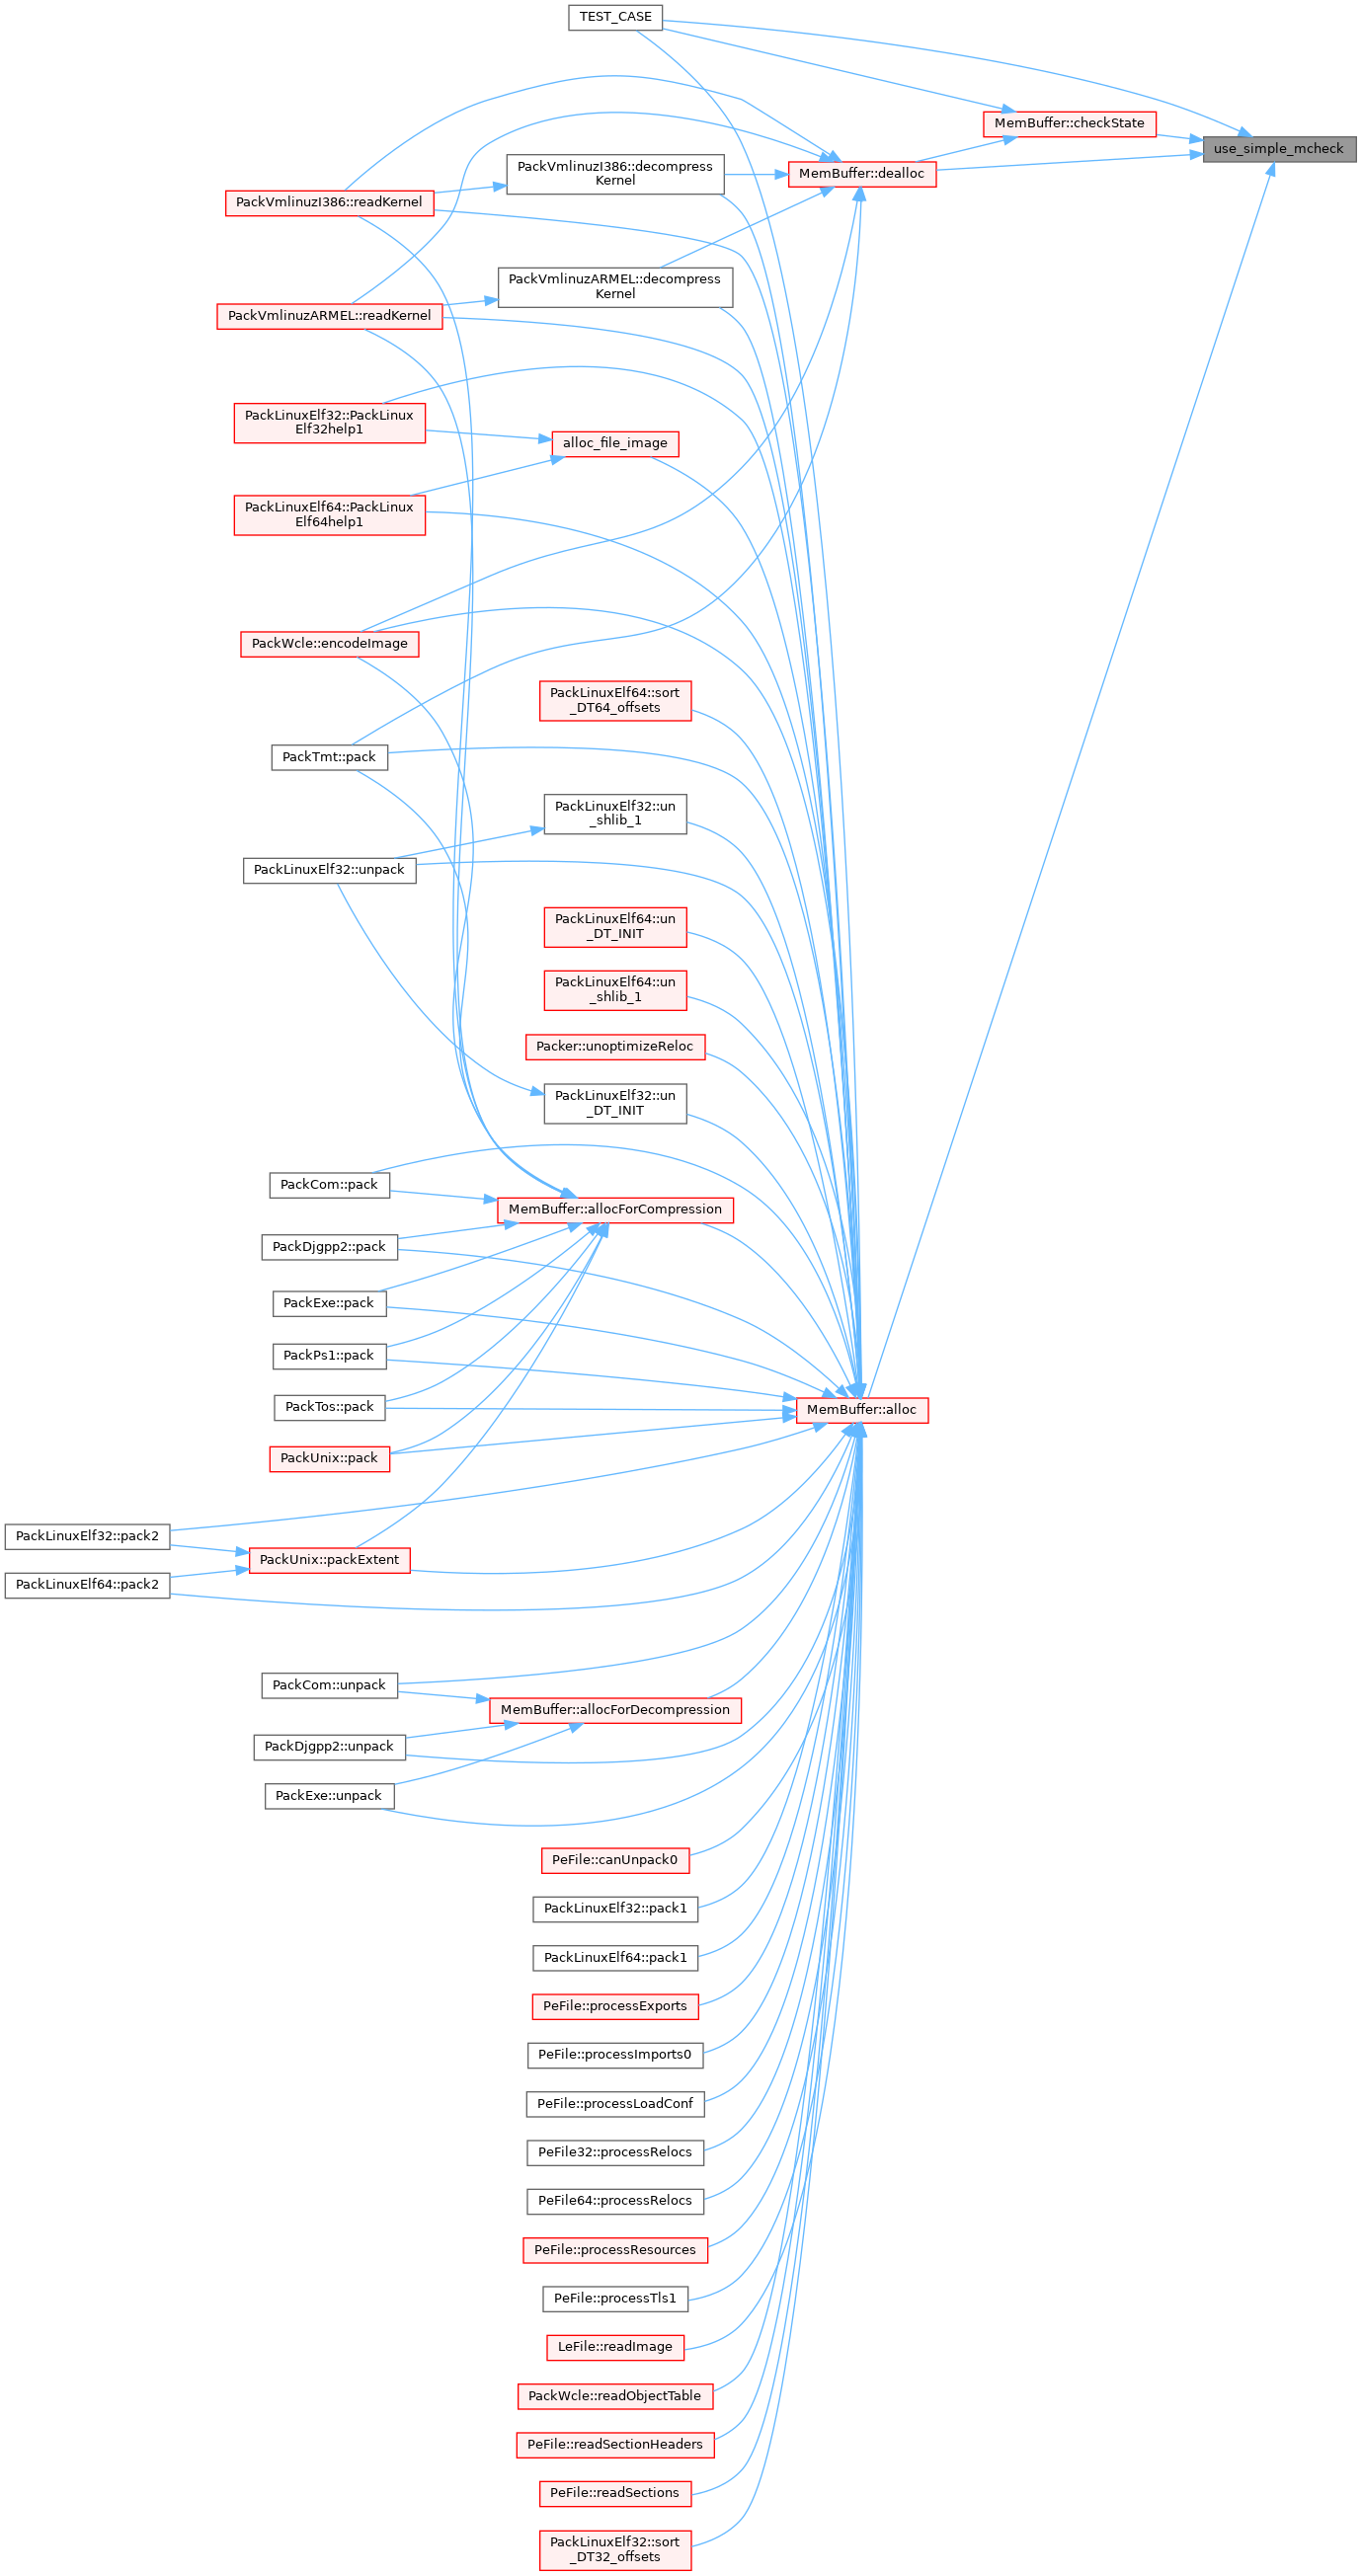 TEST_CASE
MemBuffer::checkState
use_simple_mcheck
MemBuffer::dealloc
PackVmlinuzI386::decompress
Kernel
PackVmlinuzI386::readKernel
PackVmlinuzARMEL::decompress
Kernel
PackVmlinuzARMEL::readKernel
PackLinuxElf32::PackLinux
Elf32help1
alloc_file_image
PackLinuxElf64::PackLinux
Elf64help1
PackWcle::encodeImage
PackLinuxElf64::sort
_DT64_offsets
PackTmt::pack
PackLinuxElf32::un
_shlib_1
PackLinuxElf32::unpack
PackLinuxElf64::un
_DT_INIT
PackLinuxElf64::un
_shlib_1
Packer::unoptimizeReloc
PackLinuxElf32::un
_DT_INIT
PackCom::pack
MemBuffer::allocForCompression
PackDjgpp2::pack
PackExe::pack
PackPs1::pack
PackTos::pack
MemBuffer::alloc
PackUnix::pack
PackLinuxElf32::pack2
PackUnix::packExtent
PackLinuxElf64::pack2
PackCom::unpack
MemBuffer::allocForDecompression
PackDjgpp2::unpack
PackExe::unpack
PeFile::canUnpack0
PackLinuxElf32::pack1
PackLinuxElf64::pack1
PeFile::processExports
PeFile::processImports0
PeFile::processLoadConf
PeFile32::processRelocs
PeFile64::processRelocs
PeFile::processResources
PeFile::processTls1
LeFile::readImage
PackWcle::readObjectTable
PeFile::readSectionHeaders
PeFile::readSections
PackLinuxElf32::sort
_DT32_offsets